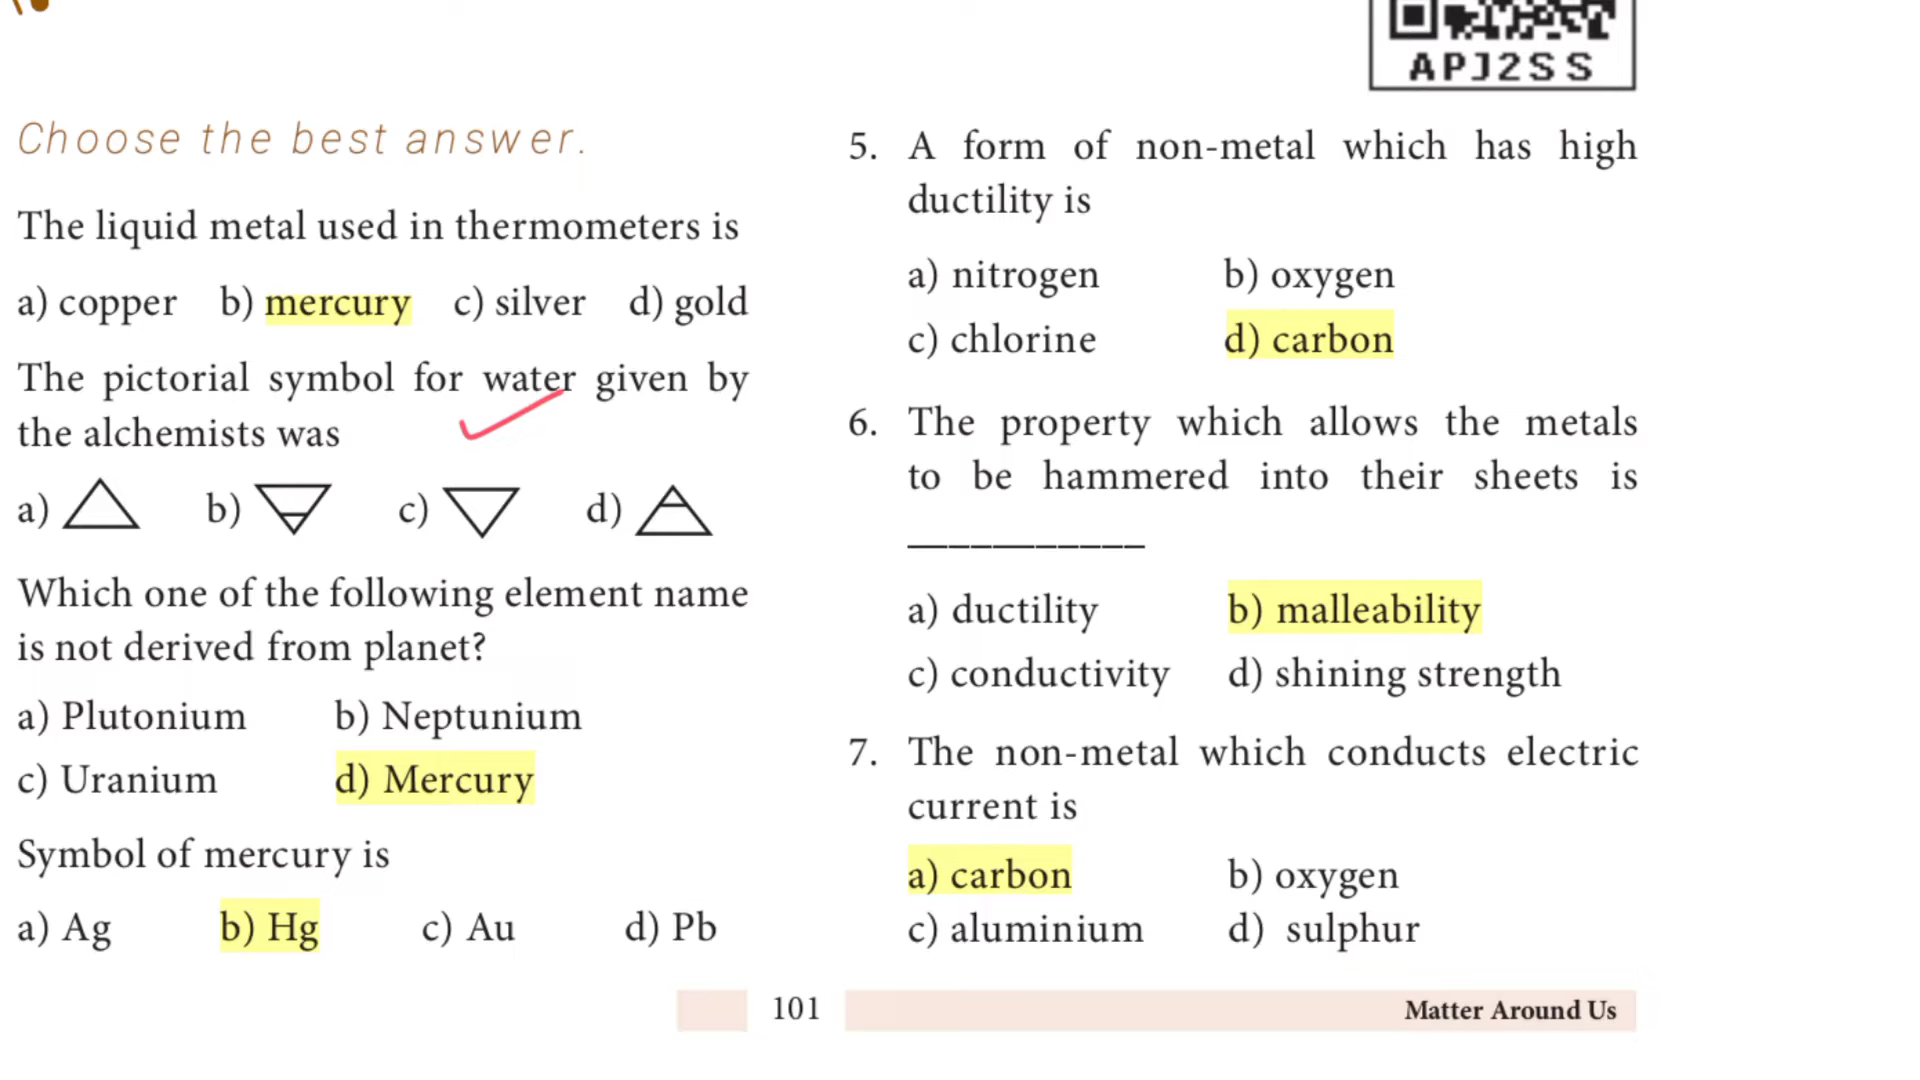 APJ2SS
Choose the best answer.
The liquid metal used in thermometers is
a) copper b) mercury c) silver d) gold
The pictorial symbol for water given by
the alchemists was
a) b) c) d)
Which one of the following element name
is not derived from planet?
a) Plutonium b) Neptunium
c) Uranium d) Mercury
Symbol of mercury is
a) Ag b) Hg c) Au d) Pb
5. A form of non-metal which has high
ductility is
a) nitrogen b) oxygen
c) chlorine d) carbon
6. The property which allows the metals
to be hammered into their sheets is
___________
a) ductility b) malleability
c) conductivity d) shining strength
7. The non-metal which conducts electric
current is
a) carbon b) oxygen
c) aluminium d) sulphur
101
Matter Around Us